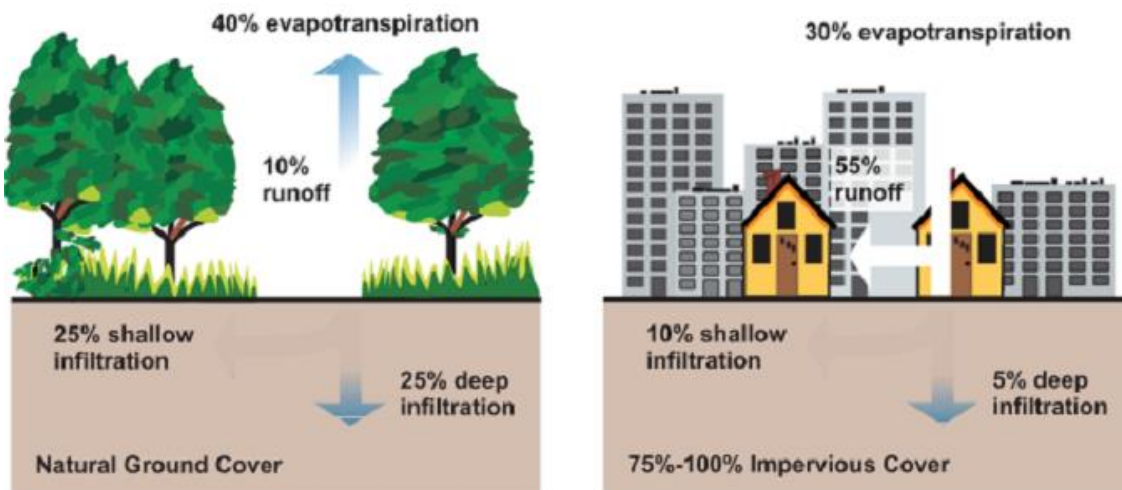 40% evapotranspiration
10%
runoff
25% shallow
infiltration
25% deep
infiltration
Natural Ground Cover
30% evapotranspiration
55%
runoff
10% shallow
infiltration
5% deep
infiltration
75%-100% Impervious Cover